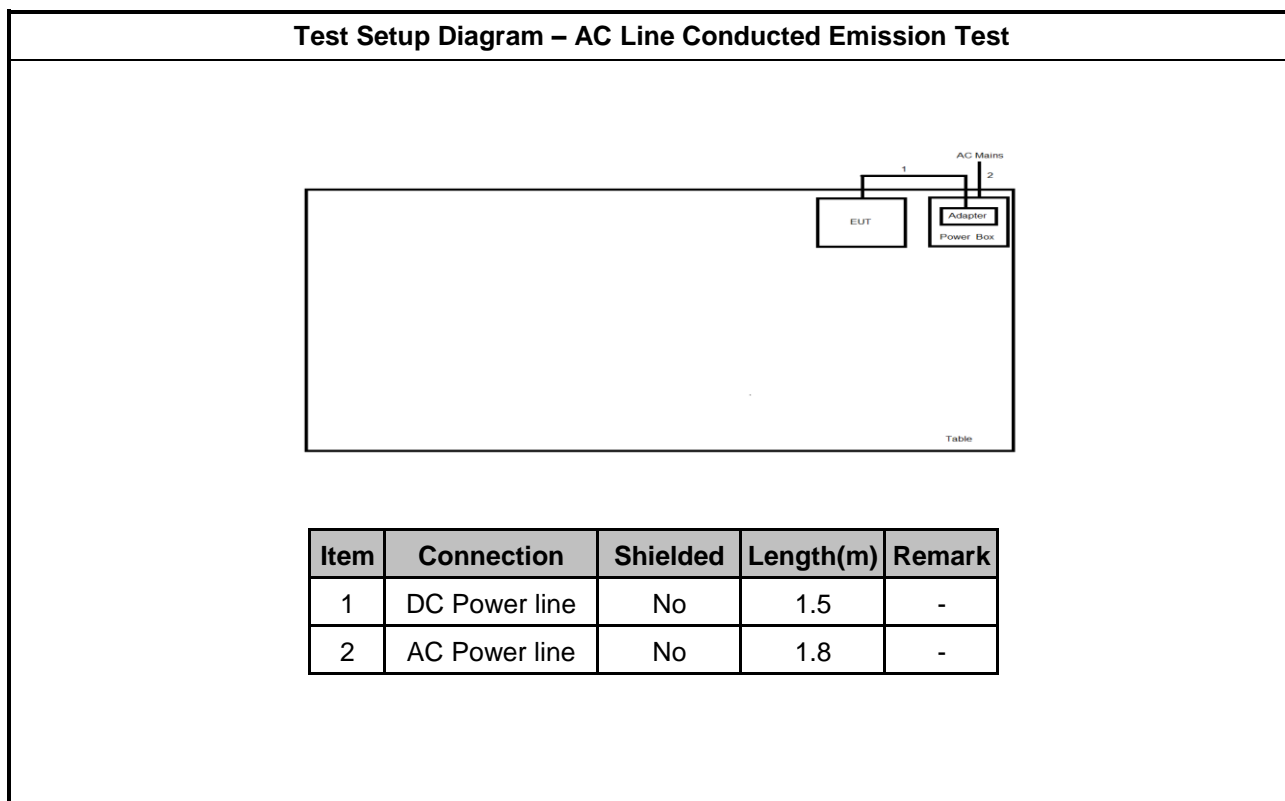 Test Setup Diagram – AC Line Conducted Emission Test
AC Mains
1
2
EUT
Adapter
Power Box
Table
Item Connection Shielded Length(m) Remark
1 DC Power line No 1.5 -
2 AC Power line No 1.8 -